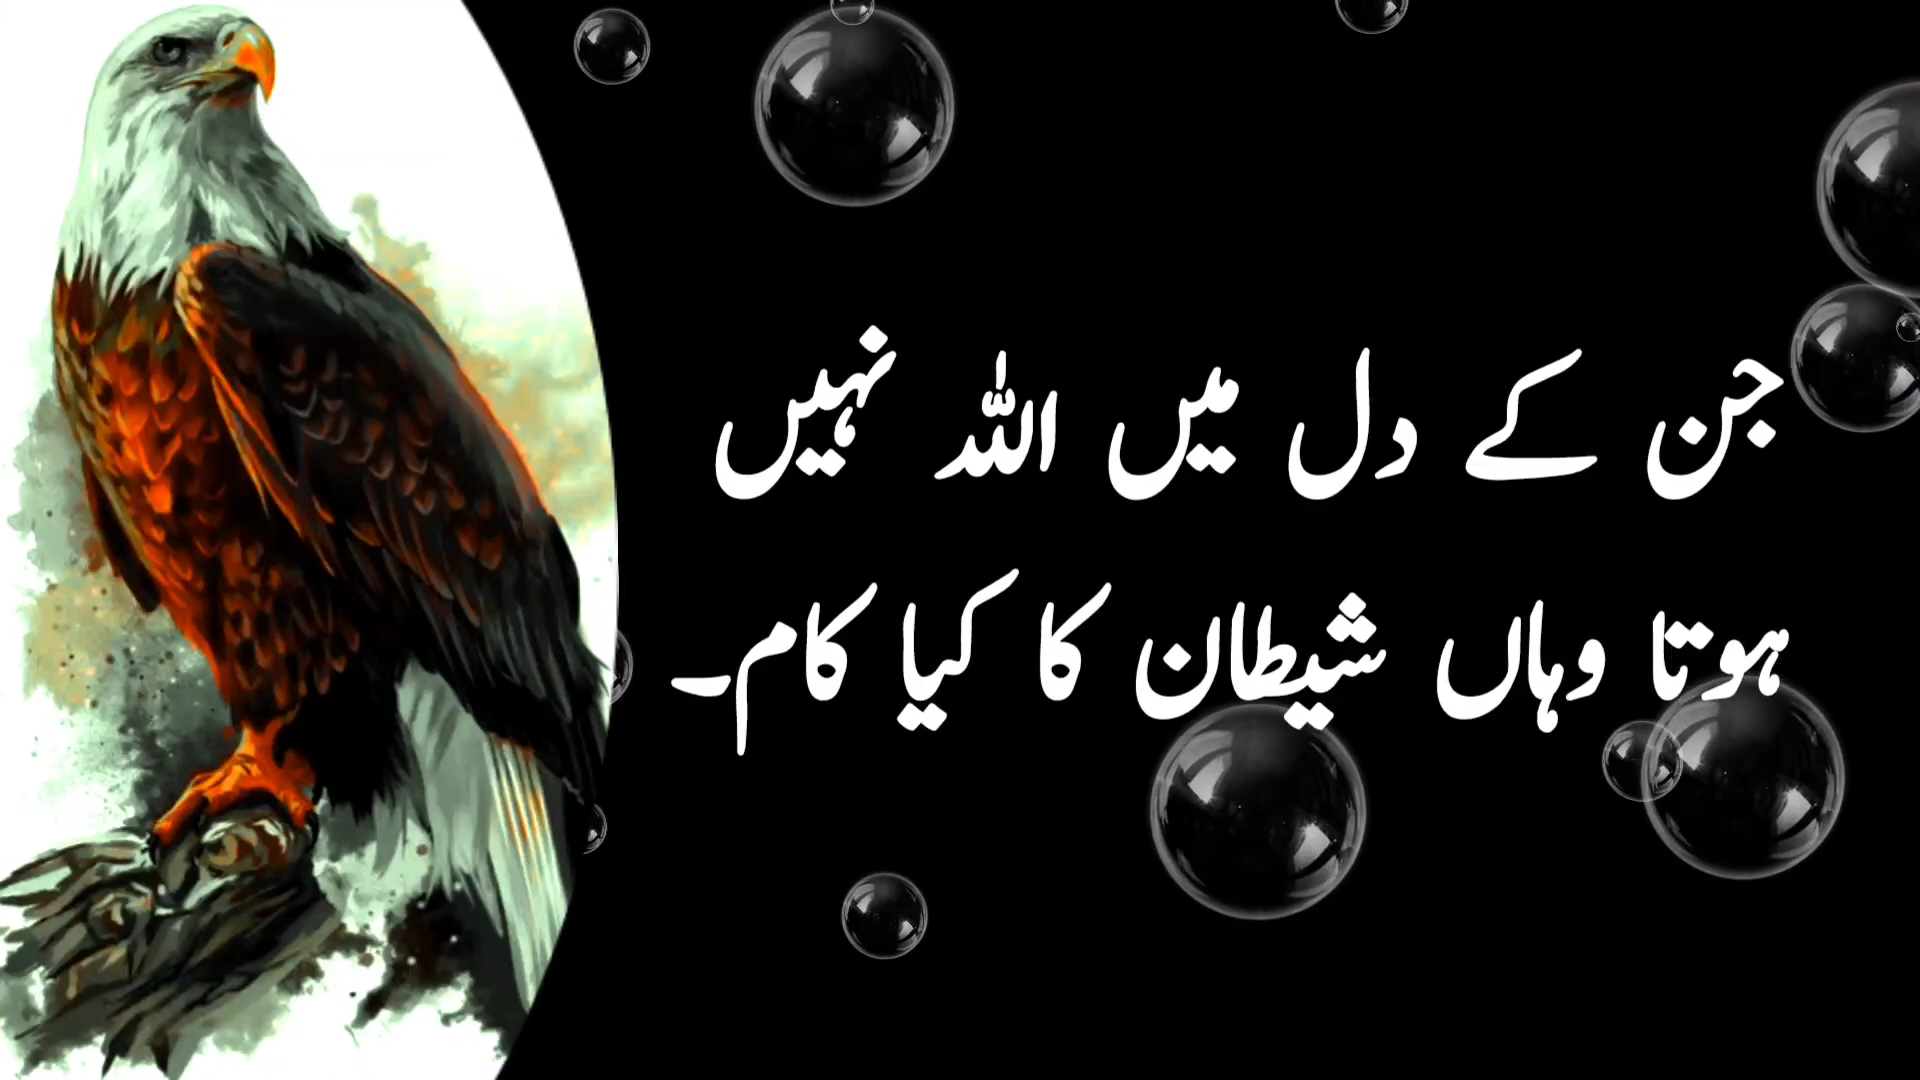 جن کے دل میں اللہ نہیں
ہوتا وہاں شیطان کا کیا کام۔